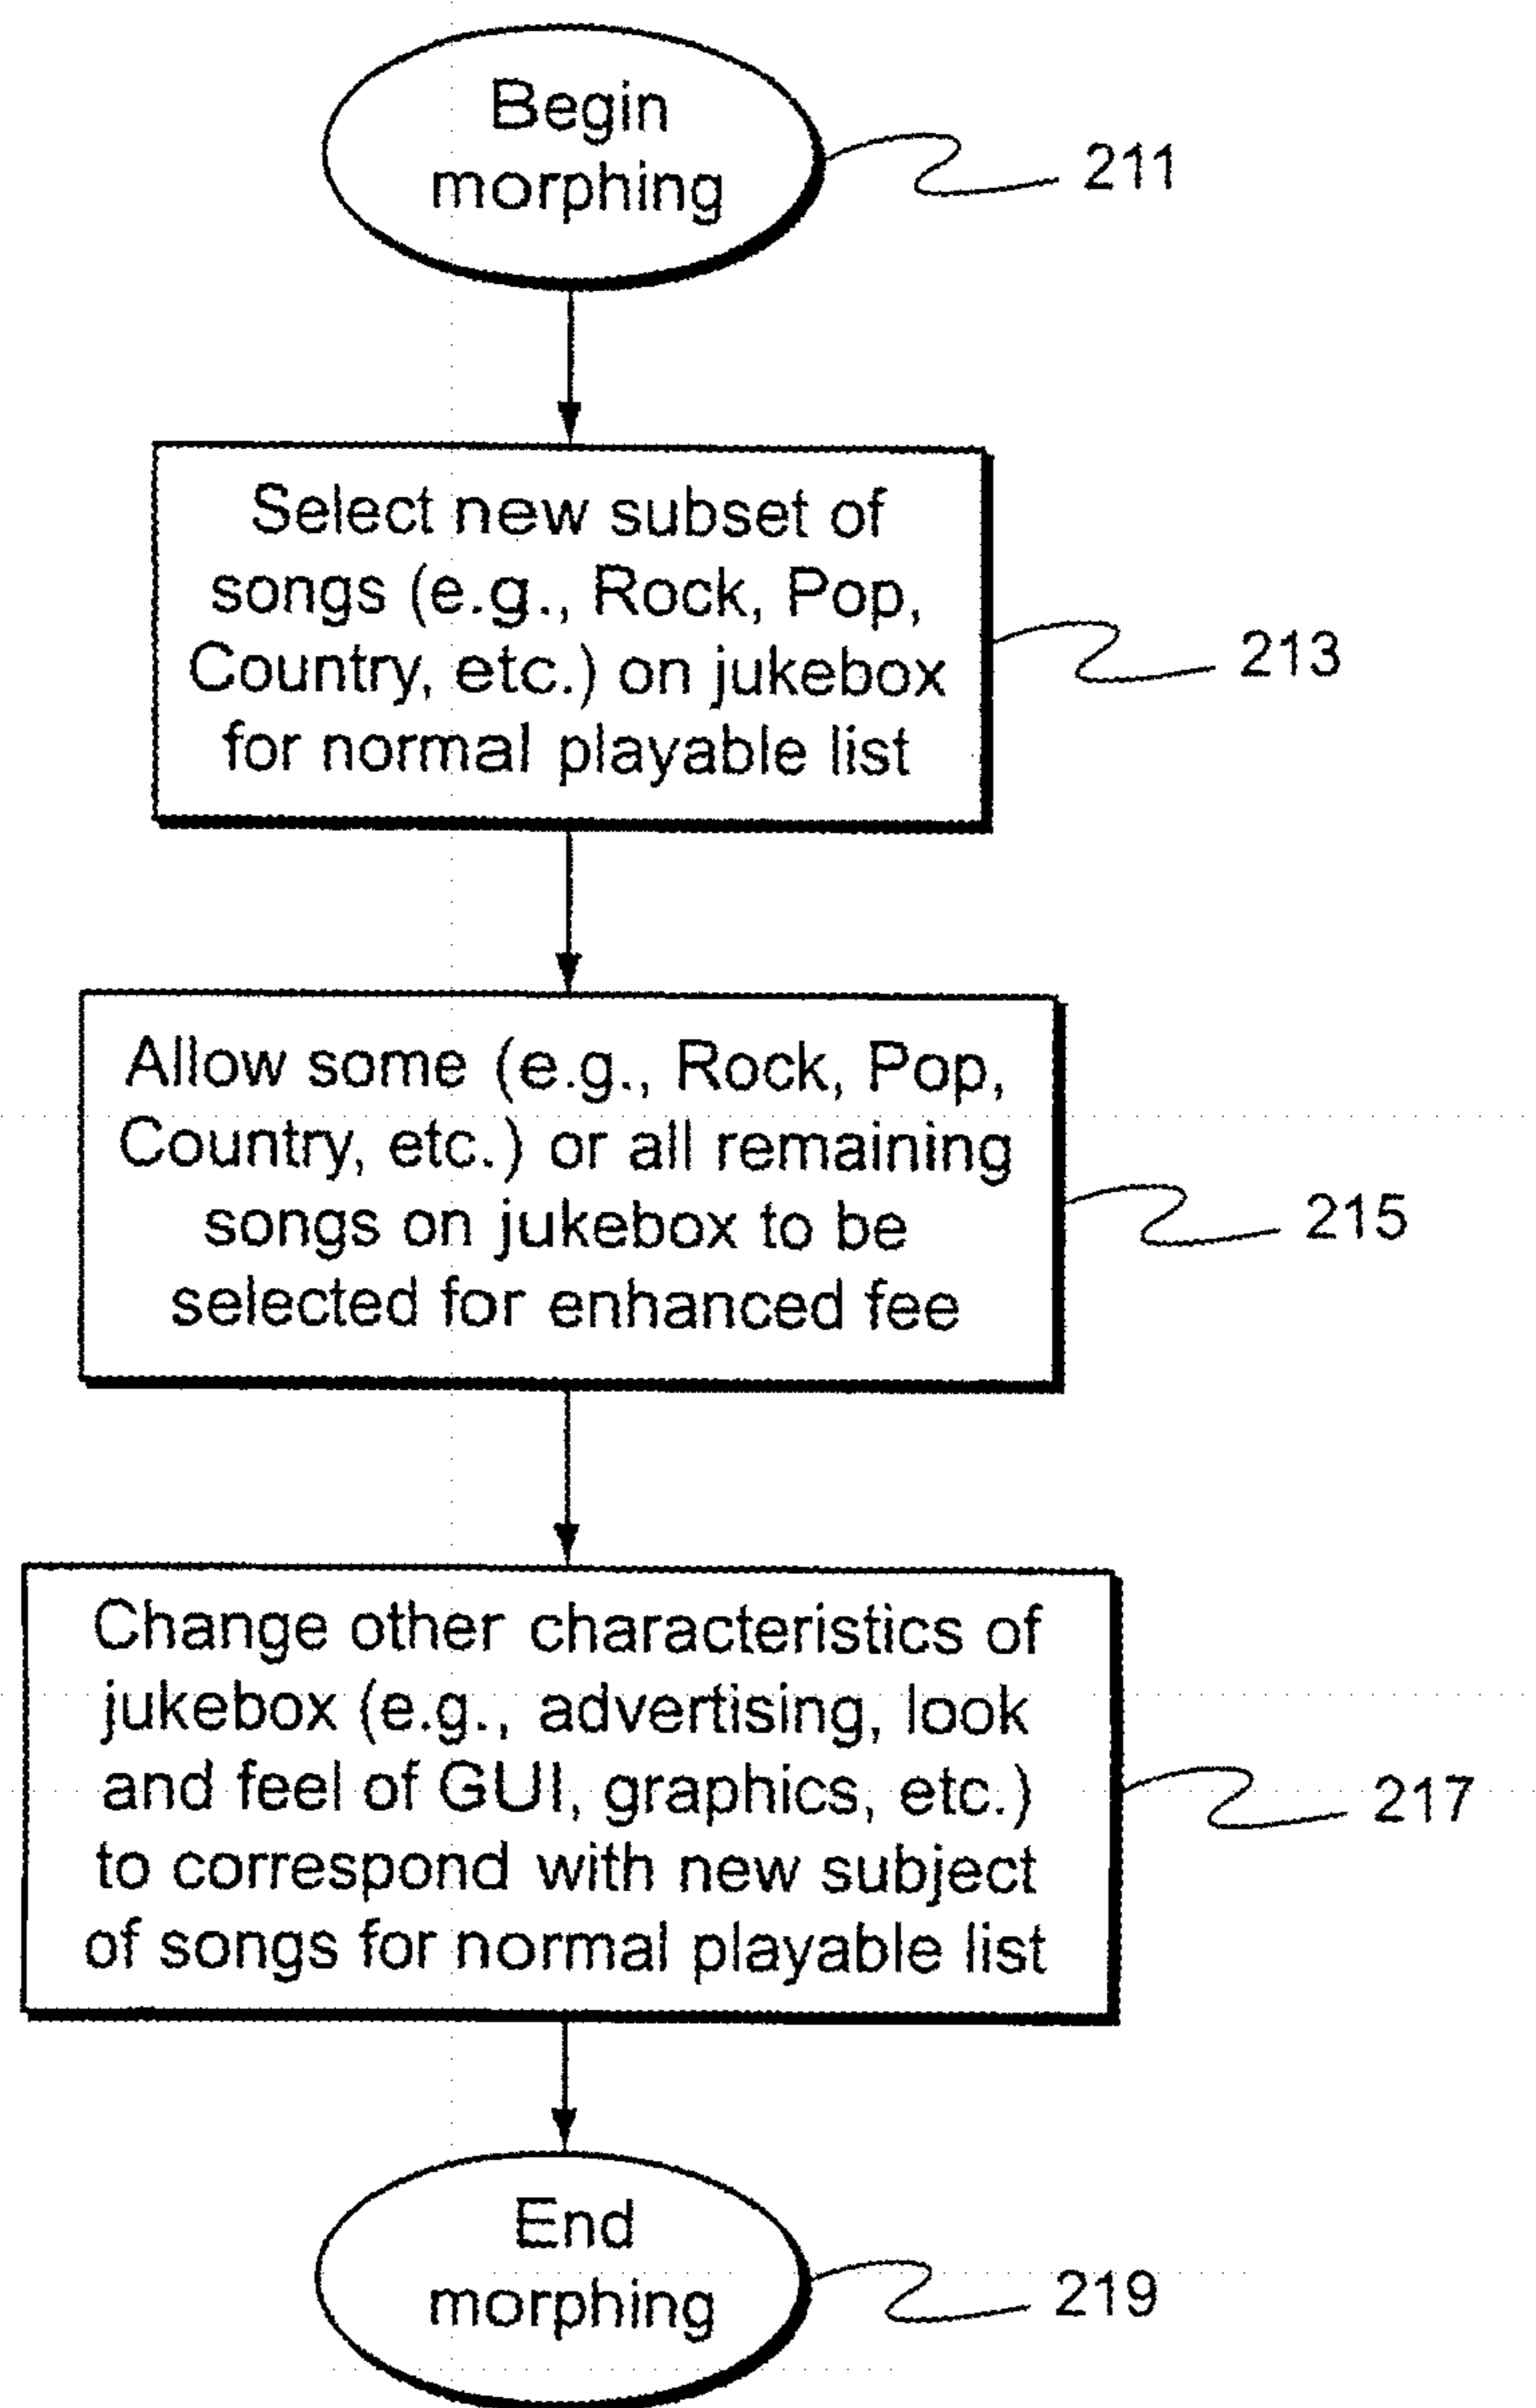 Begin
morphing
211
Select new subset of
songs (e.g., Rock, Pop,
Country, etc.) on jukebox
for normal playable list
213
Allow some (e.g., Rock, Pop,
Country, etc.) or all remaining
songs on jukebox to be
selected for enhanced fee
215
Change other characteristics of
jukebox (e.g., advertising, look
and feel of GUI, graphics, etc.)
to correspond with new subject
of songs for normal playable list
217
End
morphing
219